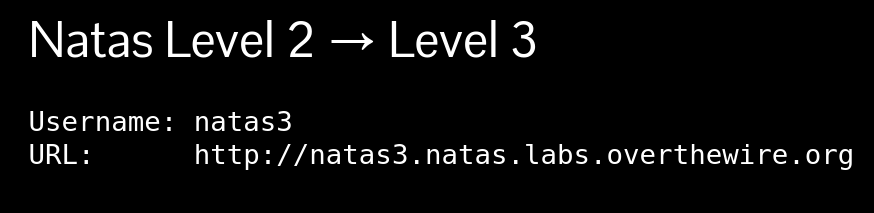 Natas Level 2 → Level 3
Username: natas3
URL:      http://natas3.natas.labs.overthewire.org